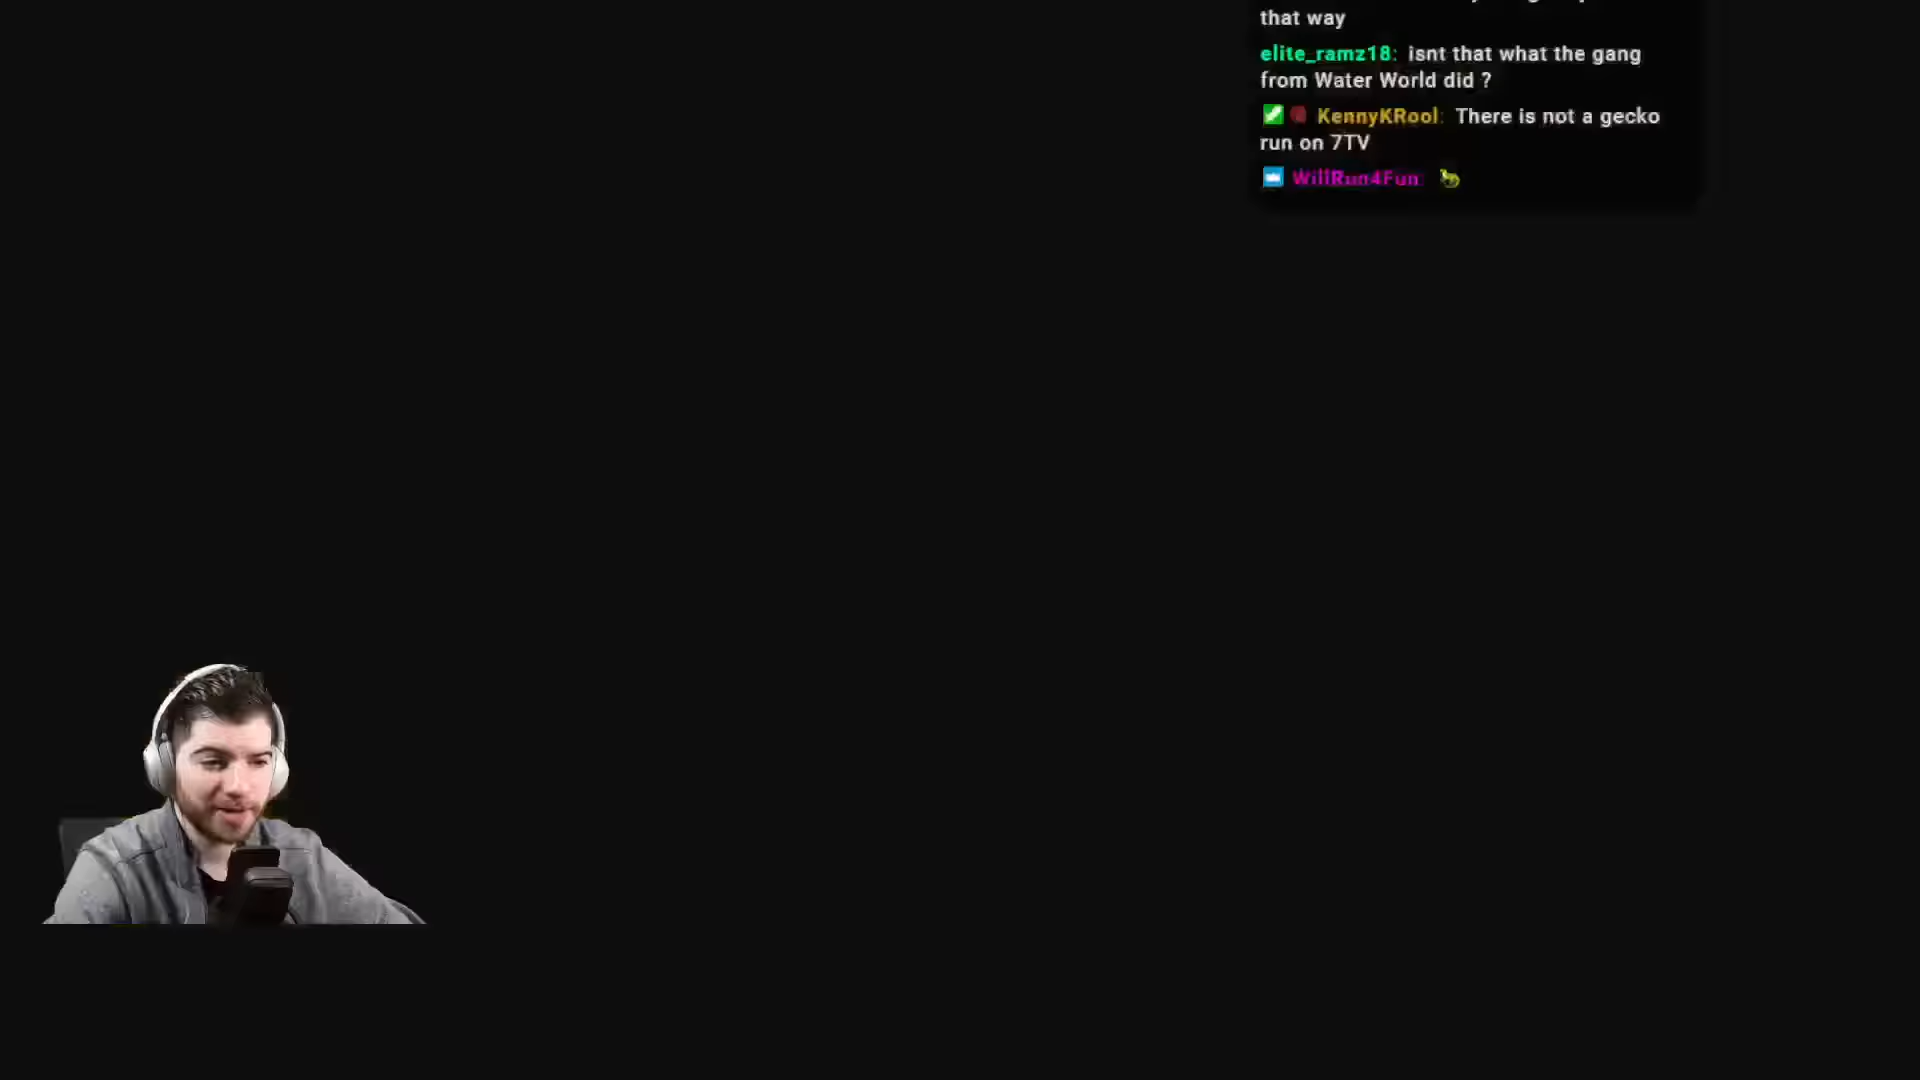 that way
elite_ramz18: isnt that what the gang
from Water World did ?
KennyKRool: There is not a gecko
run on 7TV
WillRun4Fun: